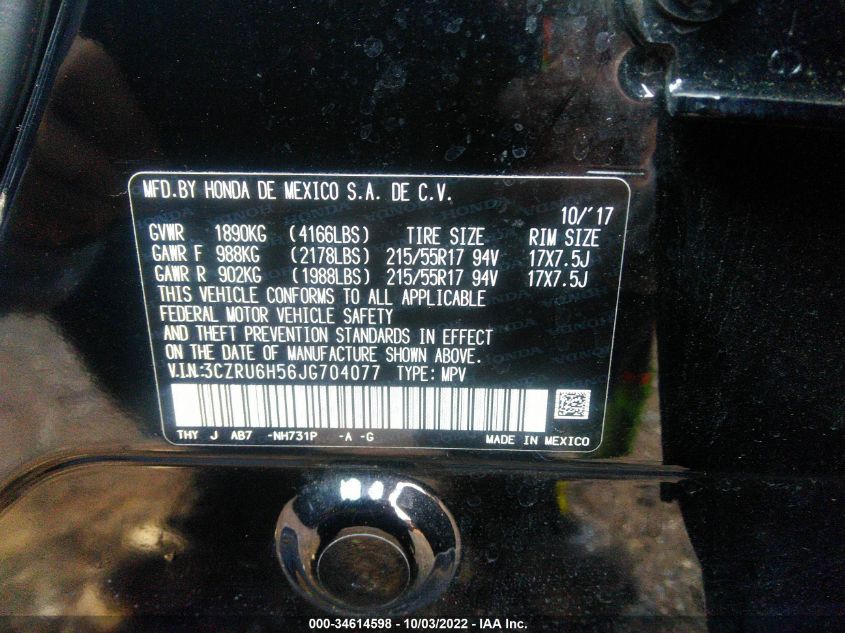 MFD.BY HONDA DE MEXICO S.A. DE C.V.
10/'17
GVWR 1890KG (4166LBS) TIRE SIZE RIM SIZE
GAWR F 988KG (2178LBS) 215/55R17 94V 17X7.5J
GAWR R 902KG (1988LBS) 215/55R17 94V 17X7.5J
THIS VEHICLE CONFORMS TO ALL APPLICABLE
FEDERAL MOTOR VEHICLE SAFETY
AND THEFT PREVENTION STANDARDS IN EFFECT
ON THE DATE OF MANUFACTURE SHOWN ABOVE.
V.I.N.:3CZRU6H56JG704077 TYPE: MPV
THY J AB7 -NH731P -A -G MADE IN MEXICO
000-34614598 - 10/03/2022 - IAA Inc.